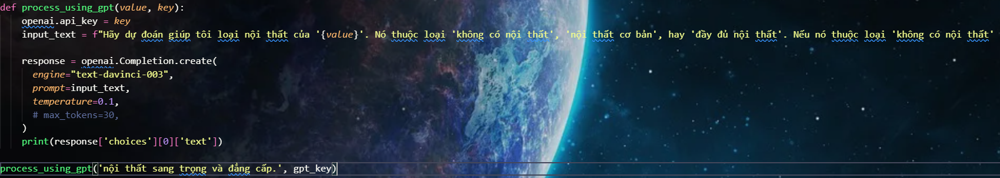 def process_using_gpt(value, key):
    openai.api_key = key
    input_text = f"Hãy dự đoán giúp tôi loại nội thất của '{value}'. Nó thuộc loại 'không có nội thất', 'nội thất cơ bản', hay 'đầy đủ nội thất'. Nếu nó thuộc loại 'không có nội thất'
    response = openai.Completion.create(
      engine="text-davinci-003",
      prompt=input_text,
      temperature=0.1,
      # max_tokens=30,
    )
    print(response['choices'][0]['text'])
process_using_gpt('nội thất sang trọng và đẳng cấp.', gpt_key)